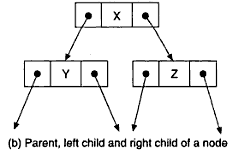 X
Y Z
(b) Parent, left child and right child of a node